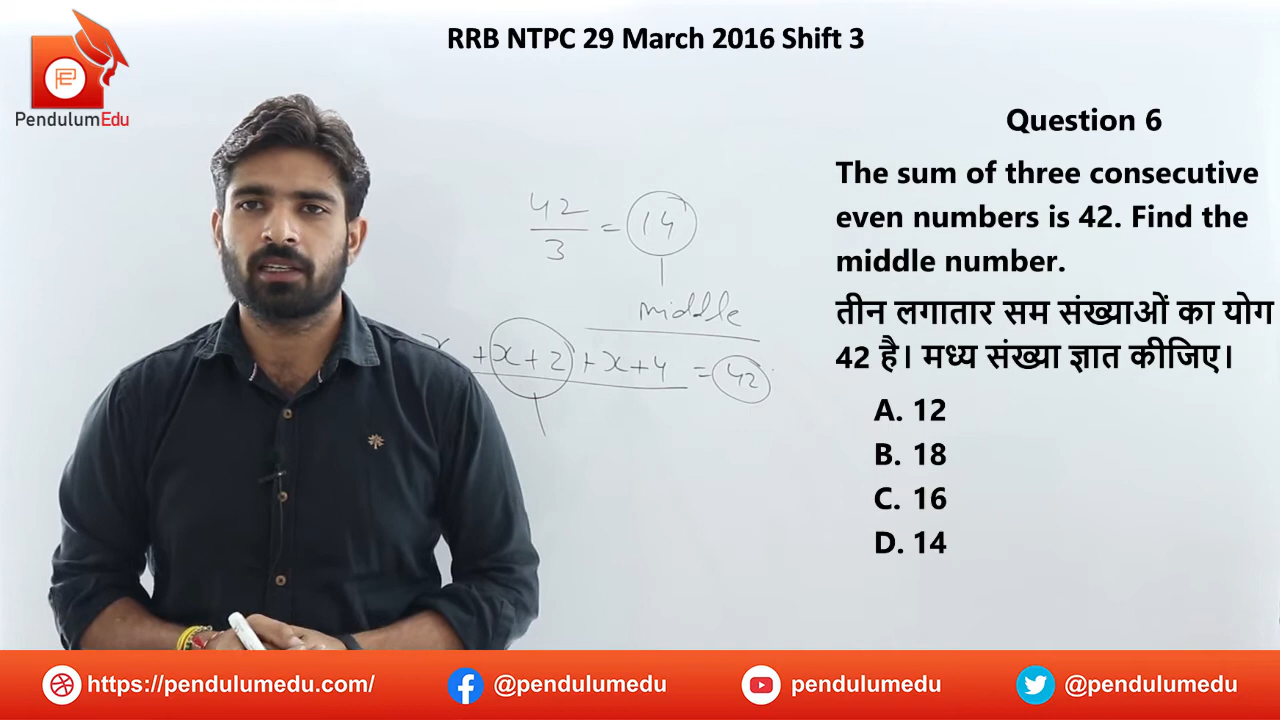 RRB NTPC 29 March 2016 Shift 3
PendulumEdu
Question 6
The sum of three consecutive
even numbers is 42. Find the
middle number.
तीन लगातार सम संख्याओं का योग
42 है। मध्य संख्या ज्ञात कीजिए।
A. 12
B. 18
C. 16
D. 14
42
3
= 14
middle
+ x + 2 + x + 4 = 42
https://pendulumedu.com/
@pendulumedu
pendulumedu
@pendulumedu